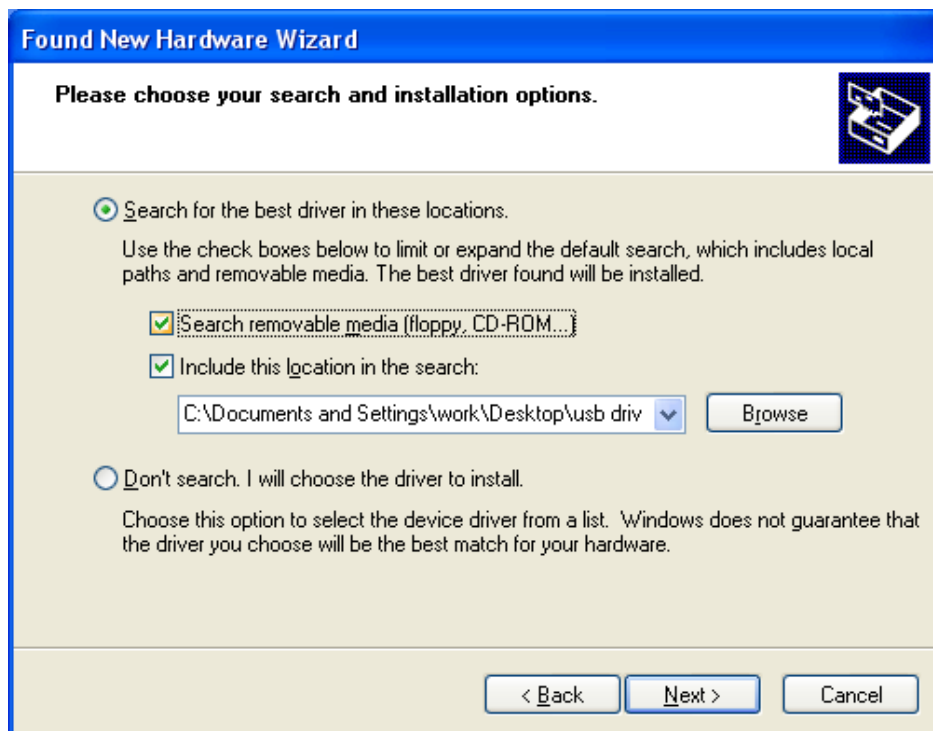 Found New Hardware Wizard
Please choose your search and installation options.
Search for the best driver in these locations.
Use the check boxes below to limit or expand the default search, which includes local
paths and removable media. The best driver found will be installed.
Search removable media (floppy, CD-ROM...)
Include this location in the search:
C:\Documents and Settings\work\Desktop\usb driv
Browse
Don't search. I will choose the driver to install.
Choose this option to select the device driver from a list. Windows does not guarantee that
the driver you choose will be the best match for your hardware.
< Back Next > Cancel